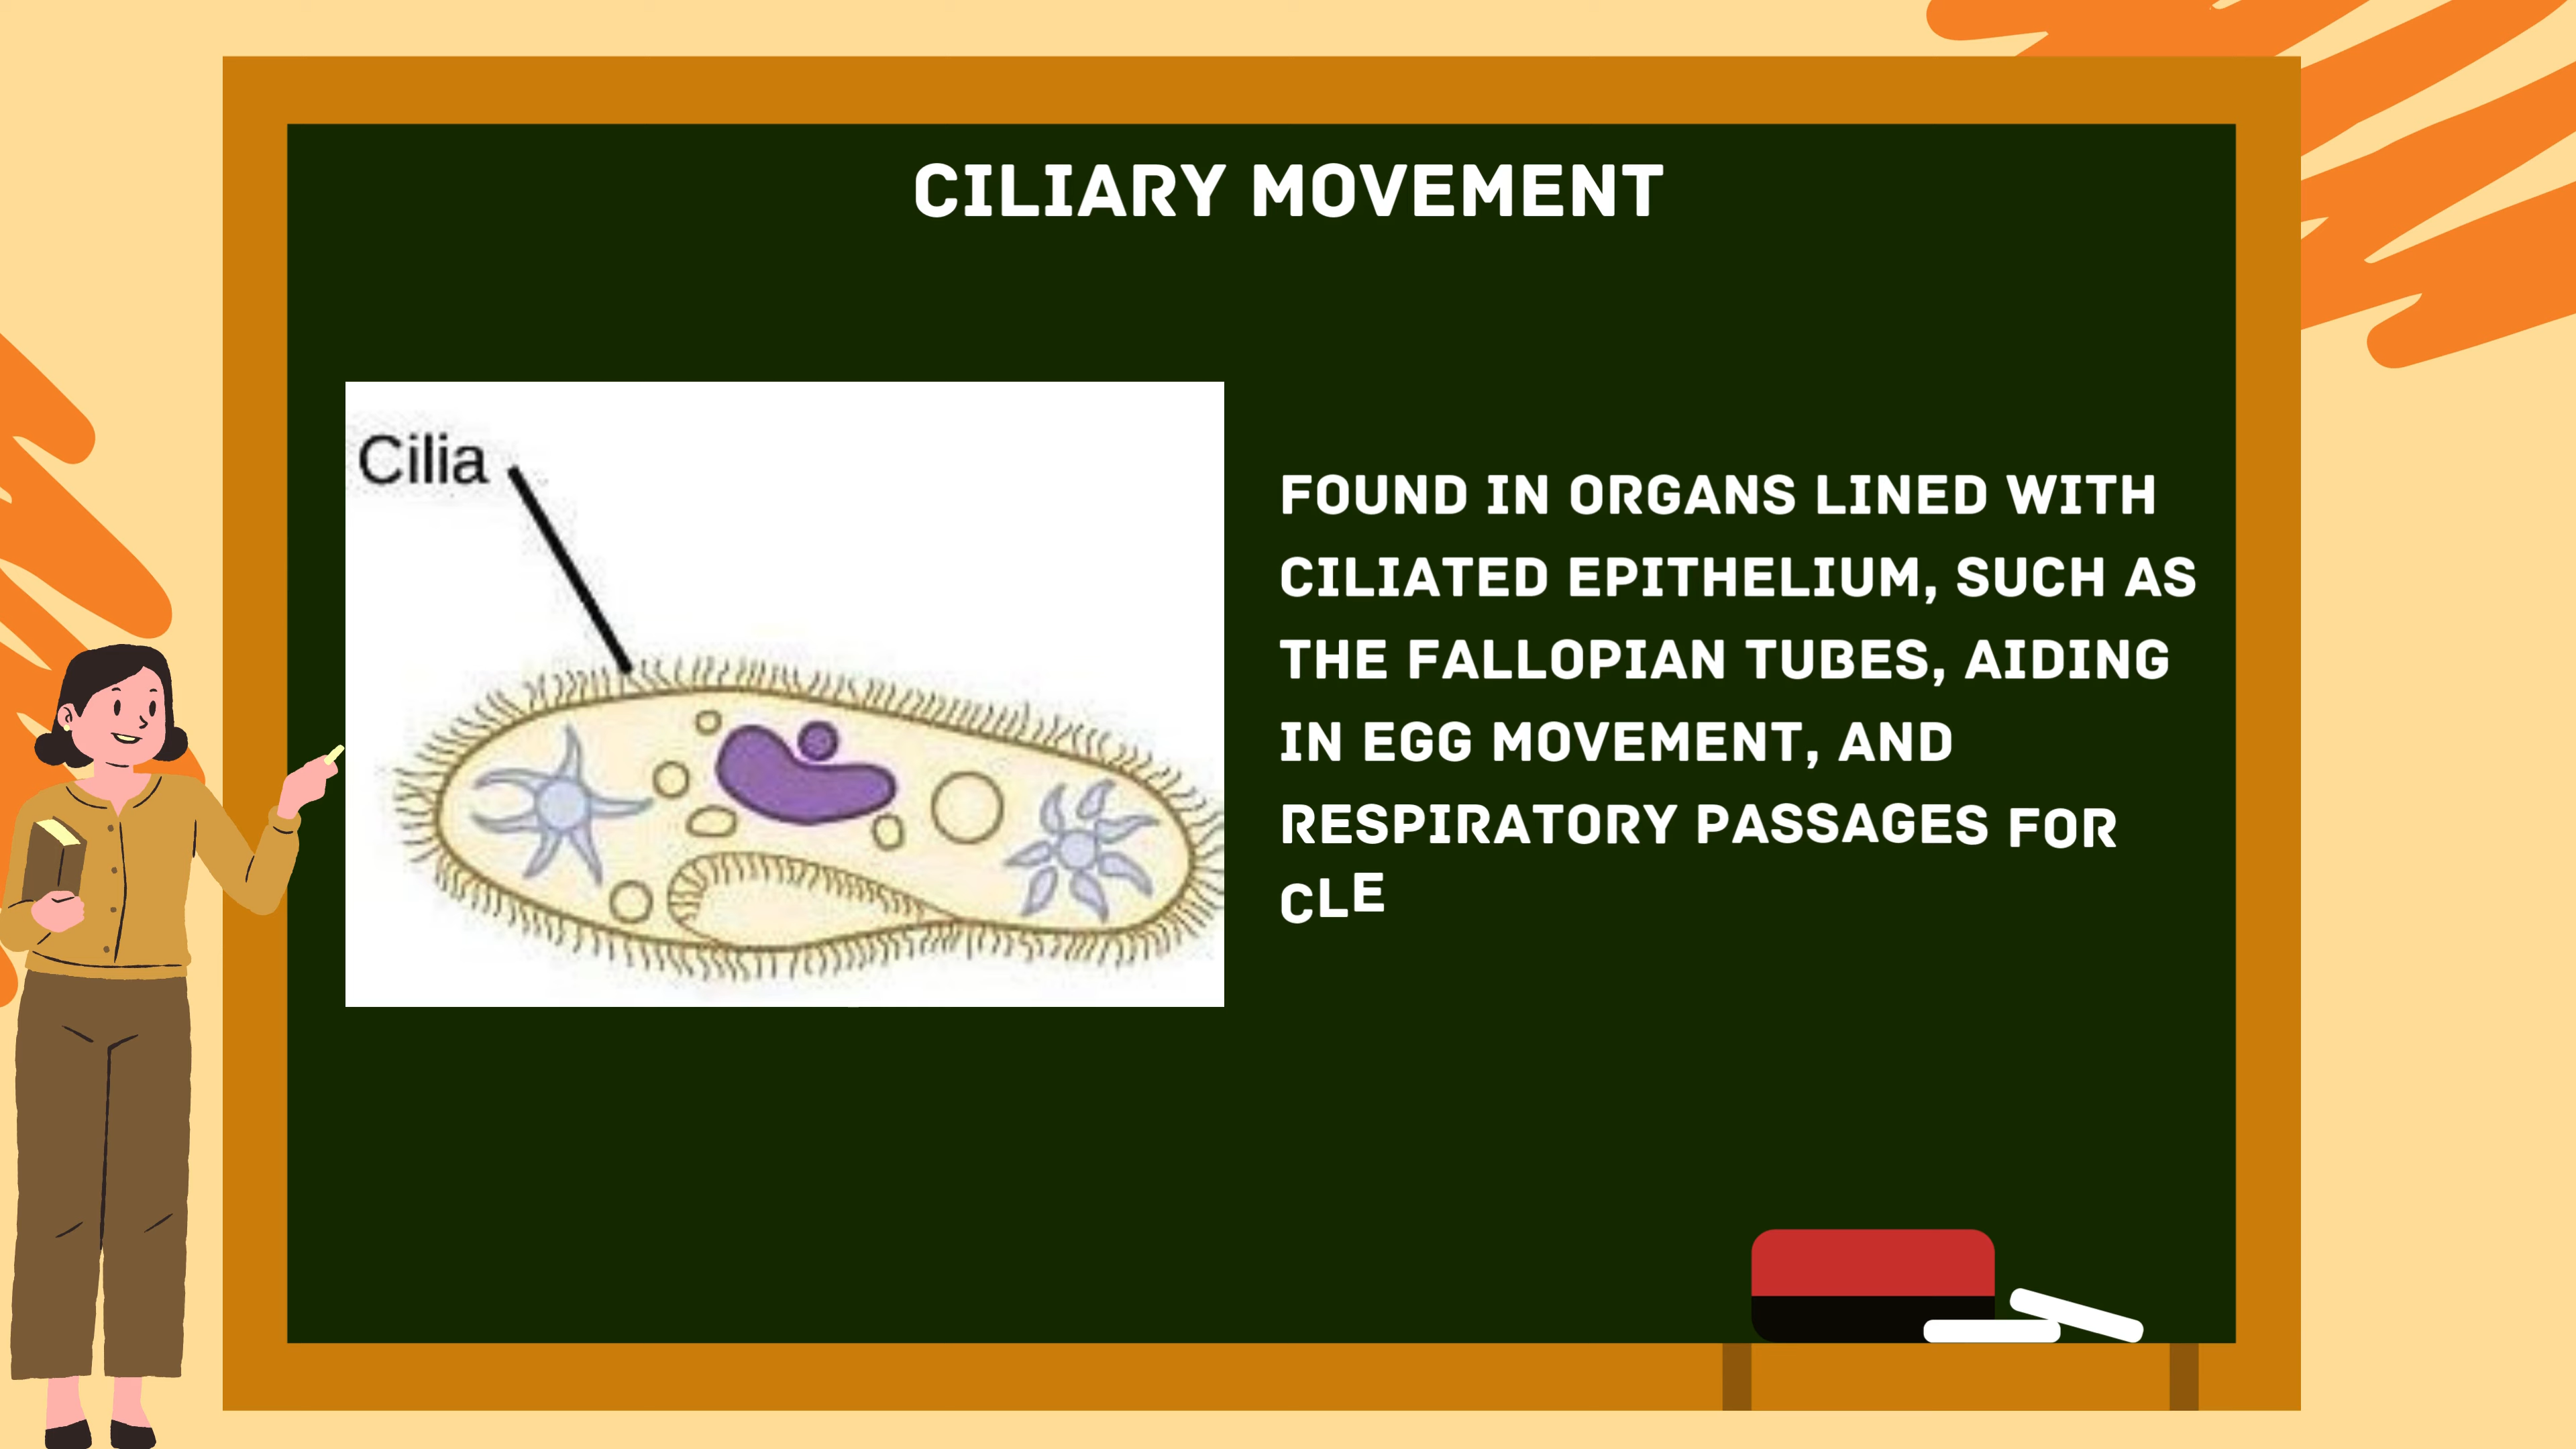 CILIARY MOVEMENT
Cilia
FOUND IN ORGANS LINED WITH
CILIATED EPITHELIUM, SUCH AS
THE FALLOPIAN TUBES, AIDING
IN EGG MOVEMENT, AND
RESPIRATORY PASSAGES FOR
CLE